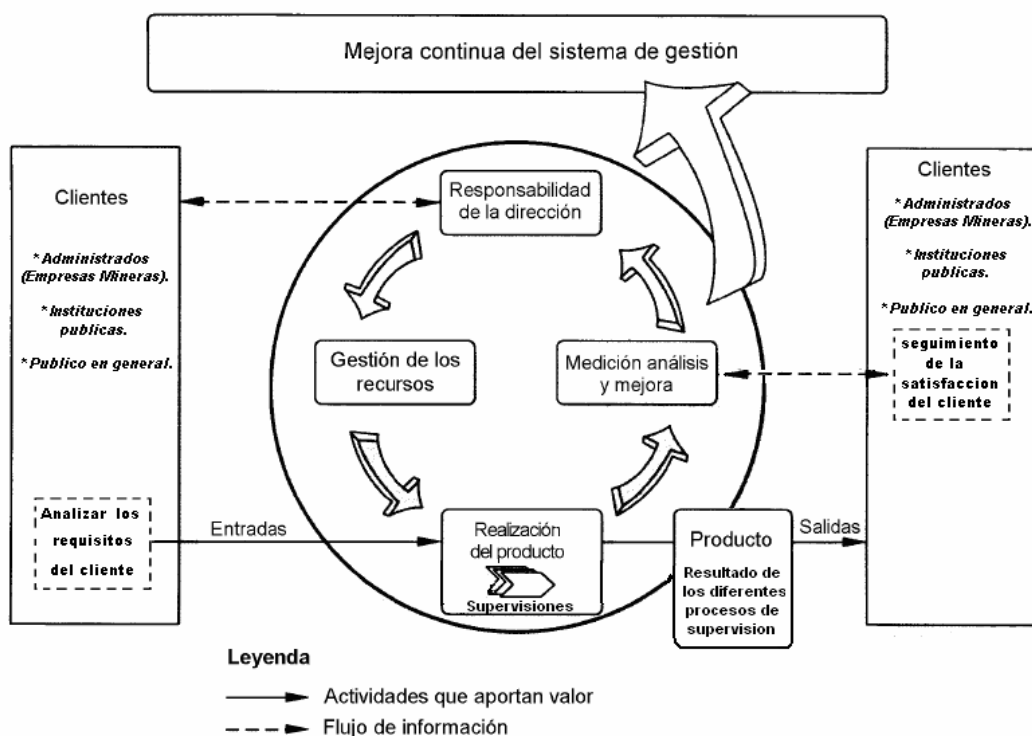 Mejora continua del sistema de gestión
Clientes
* Administrados
(Empresas Mineras).
* Instituciones
publicas.
* Publico en general.
Analizar los
requisitos
del cliente
Entradas
Responsabilidad
de la dirección
Gestión de los
recursos
Medición análisis
y mejora
Realización
del producto
Supervisiones
Producto
Resultado de
los diferentes
procesos de
supervision
Salidas
Clientes
* Administrados
(Empresas Mineras).
* Instituciones
publicas.
* Publico en general.
seguimiento
de la
satisfaccion
del cliente
Leyenda
Actividades que aportan valor
Flujo de información